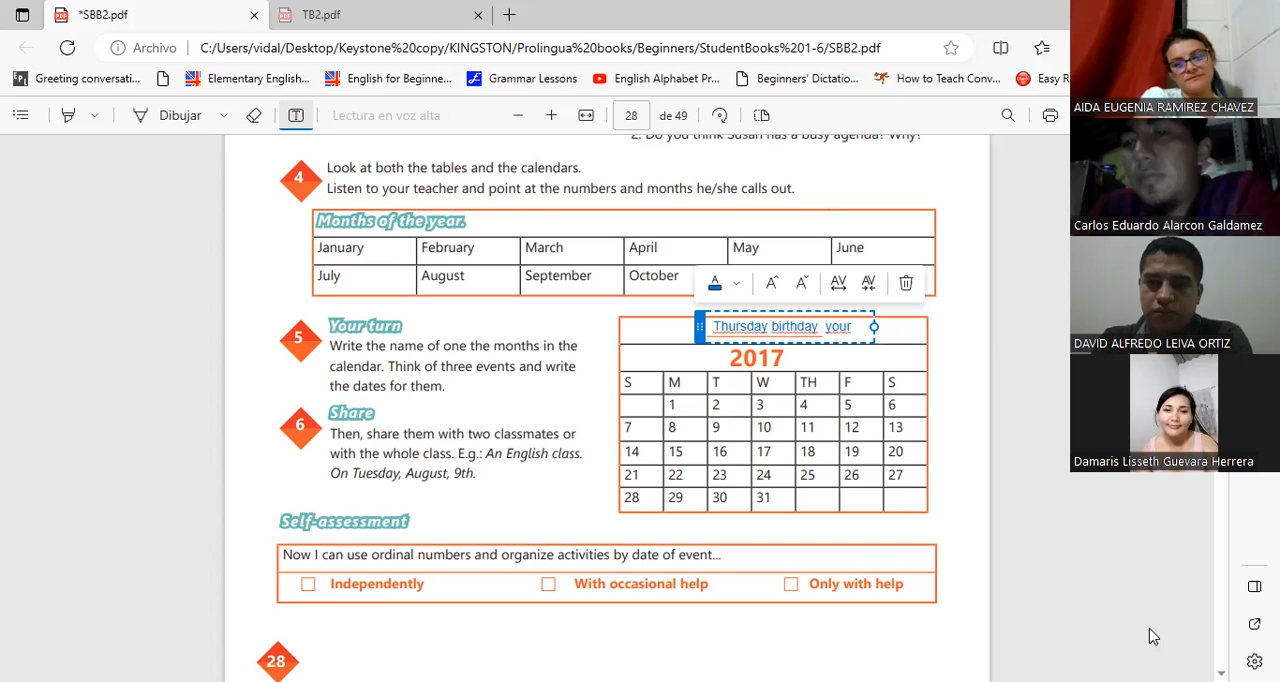 *SBB2.pdf
TB2.pdf
Archivo C:/Users/vidal/Desktop/Keystone%20copy/KINGSTON/Prolingua%20books/Beginners/StudentBooks%201-6/SBB2.pdf
Greeting conversati... Elementary English... English for Beginne... Grammar Lessons English Alphabet Pr... Beginners' Dictatio... How to Teach Conv... Easy R
Dibujar Lectura en voz alta 28 de 49
2. Do you think Susan has a busy agenda? Why?
4
Look at both the tables and the calendars.
Listen to your teacher and point at the numbers and months he/she calls out.
Months of the year.
January February March April May June
July August September October
5
Your turn
Write the name of one the months in the
calendar. Think of three events and write
the dates for them.
6
Share
Then, share them with two classmates or
with the whole class. E.g.: An English class.
On Tuesday, August, 9th.
Thursday birthday your
2017
S M T W TH F S
1 2 3 4 5 6
7 8 9 10 11 12 13
14 15 16 17 18 19 20
21 22 23 24 25 26 27
28 29 30 31
Self-assessment
Now I can use ordinal numbers and organize activities by date of event...
Independently With occasional help Only with help
28
AIDA EUGENIA RAMIREZ CHAVEZ
Carlos Eduardo Alarcon Galdamez
DAVID ALFREDO LEIVA ORTIZ
Damaris Lisseth Guevara Herrera